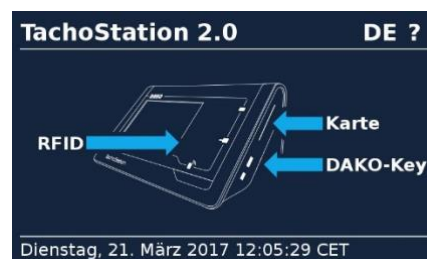 TachoStation 2.0 DE ?
Karte
RFID
DAKO-Key
Dienstag, 21. März 2017 12:05:29 CET